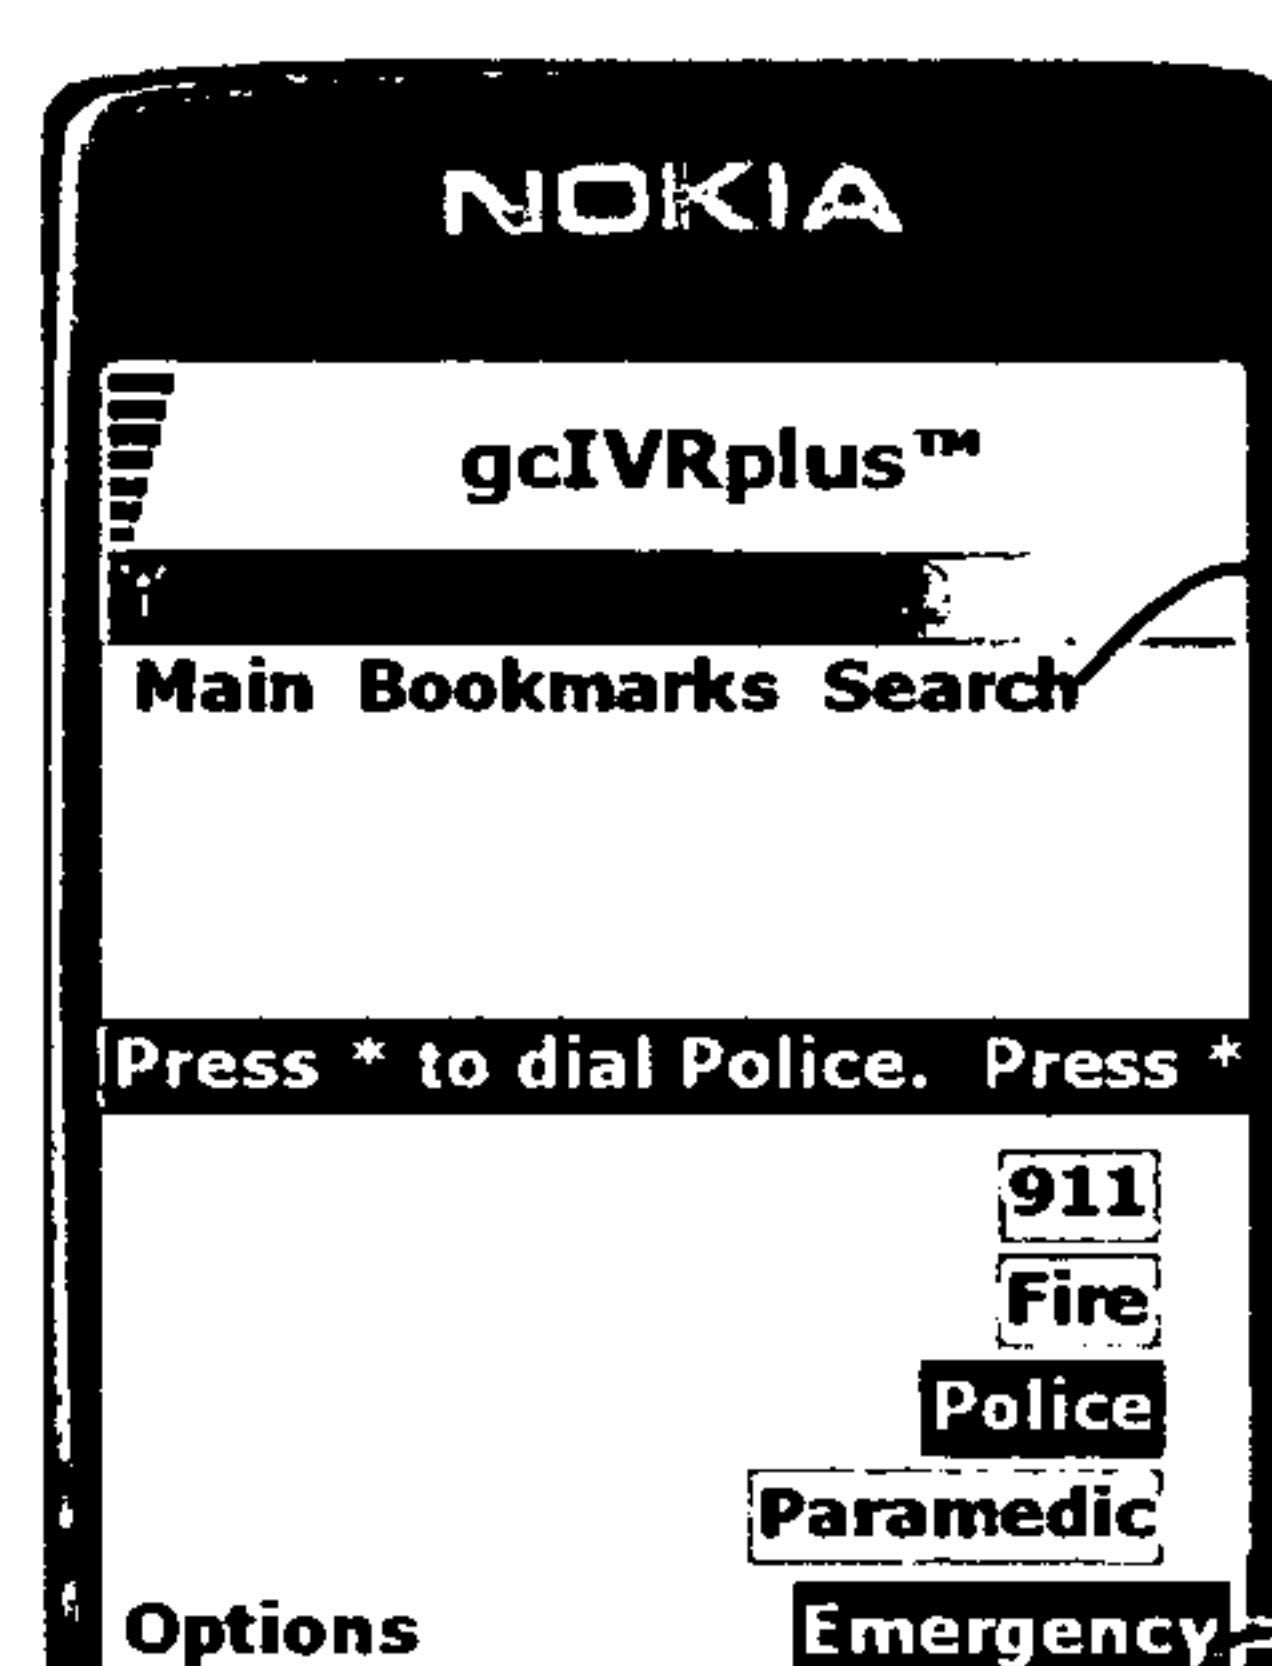 NOKIA
gcIVRplus™
Main Bookmarks Search
Press * to dial Police. Press *
911
Fire
Police
Paramedic
Options Emergency